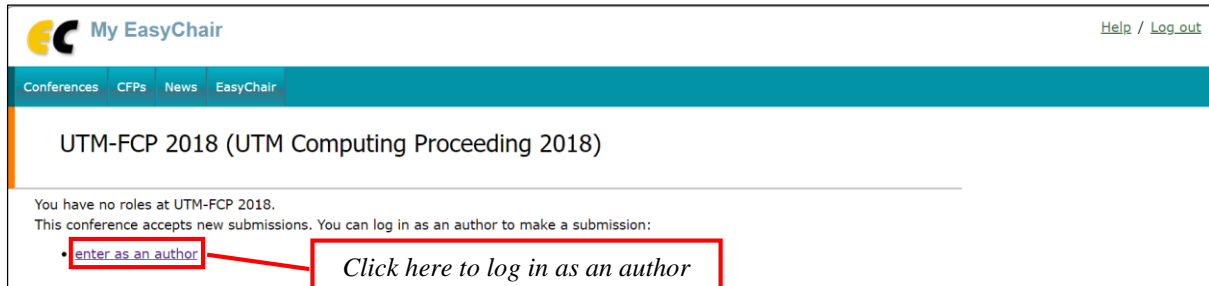 EC My EasyChair
Help / Log out
Conferences CFPs News EasyChair
UTM-FCP 2018 (UTM Computing Proceeding 2018)
You have no roles at UTM-FCP 2018.
This conference accepts new submissions. You can log in as an author to make a submission:
• enter as an author
Click here to log in as an author